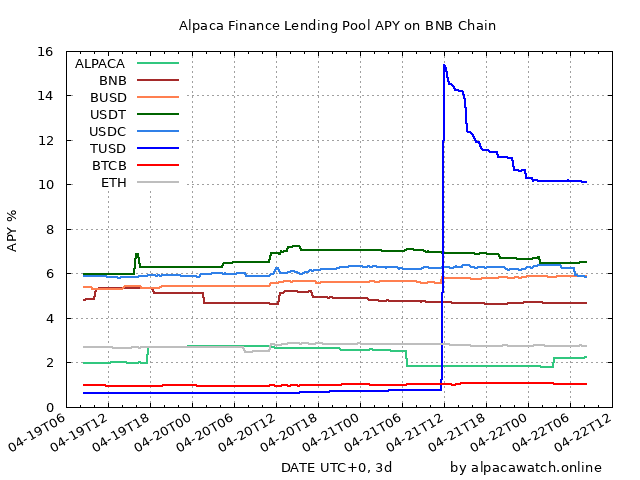 Alpaca Finance Lending Pool APY on BNB Chain
16
14
12
10
8
6
4
2
0
APY %
ALPACA
BNB
BUSD
USDT
USDC
TUSD
BTCB
ETH
04-19T06
04-19T12
04-19T18
04-20T00
04-20T06
04-20T12
04-20T18
04-21T00
04-21T06
04-21T12
04-21T18
04-22T00
04-22T06
04-22T12
DATE UTC+0, 3d
by alpacawatch.online